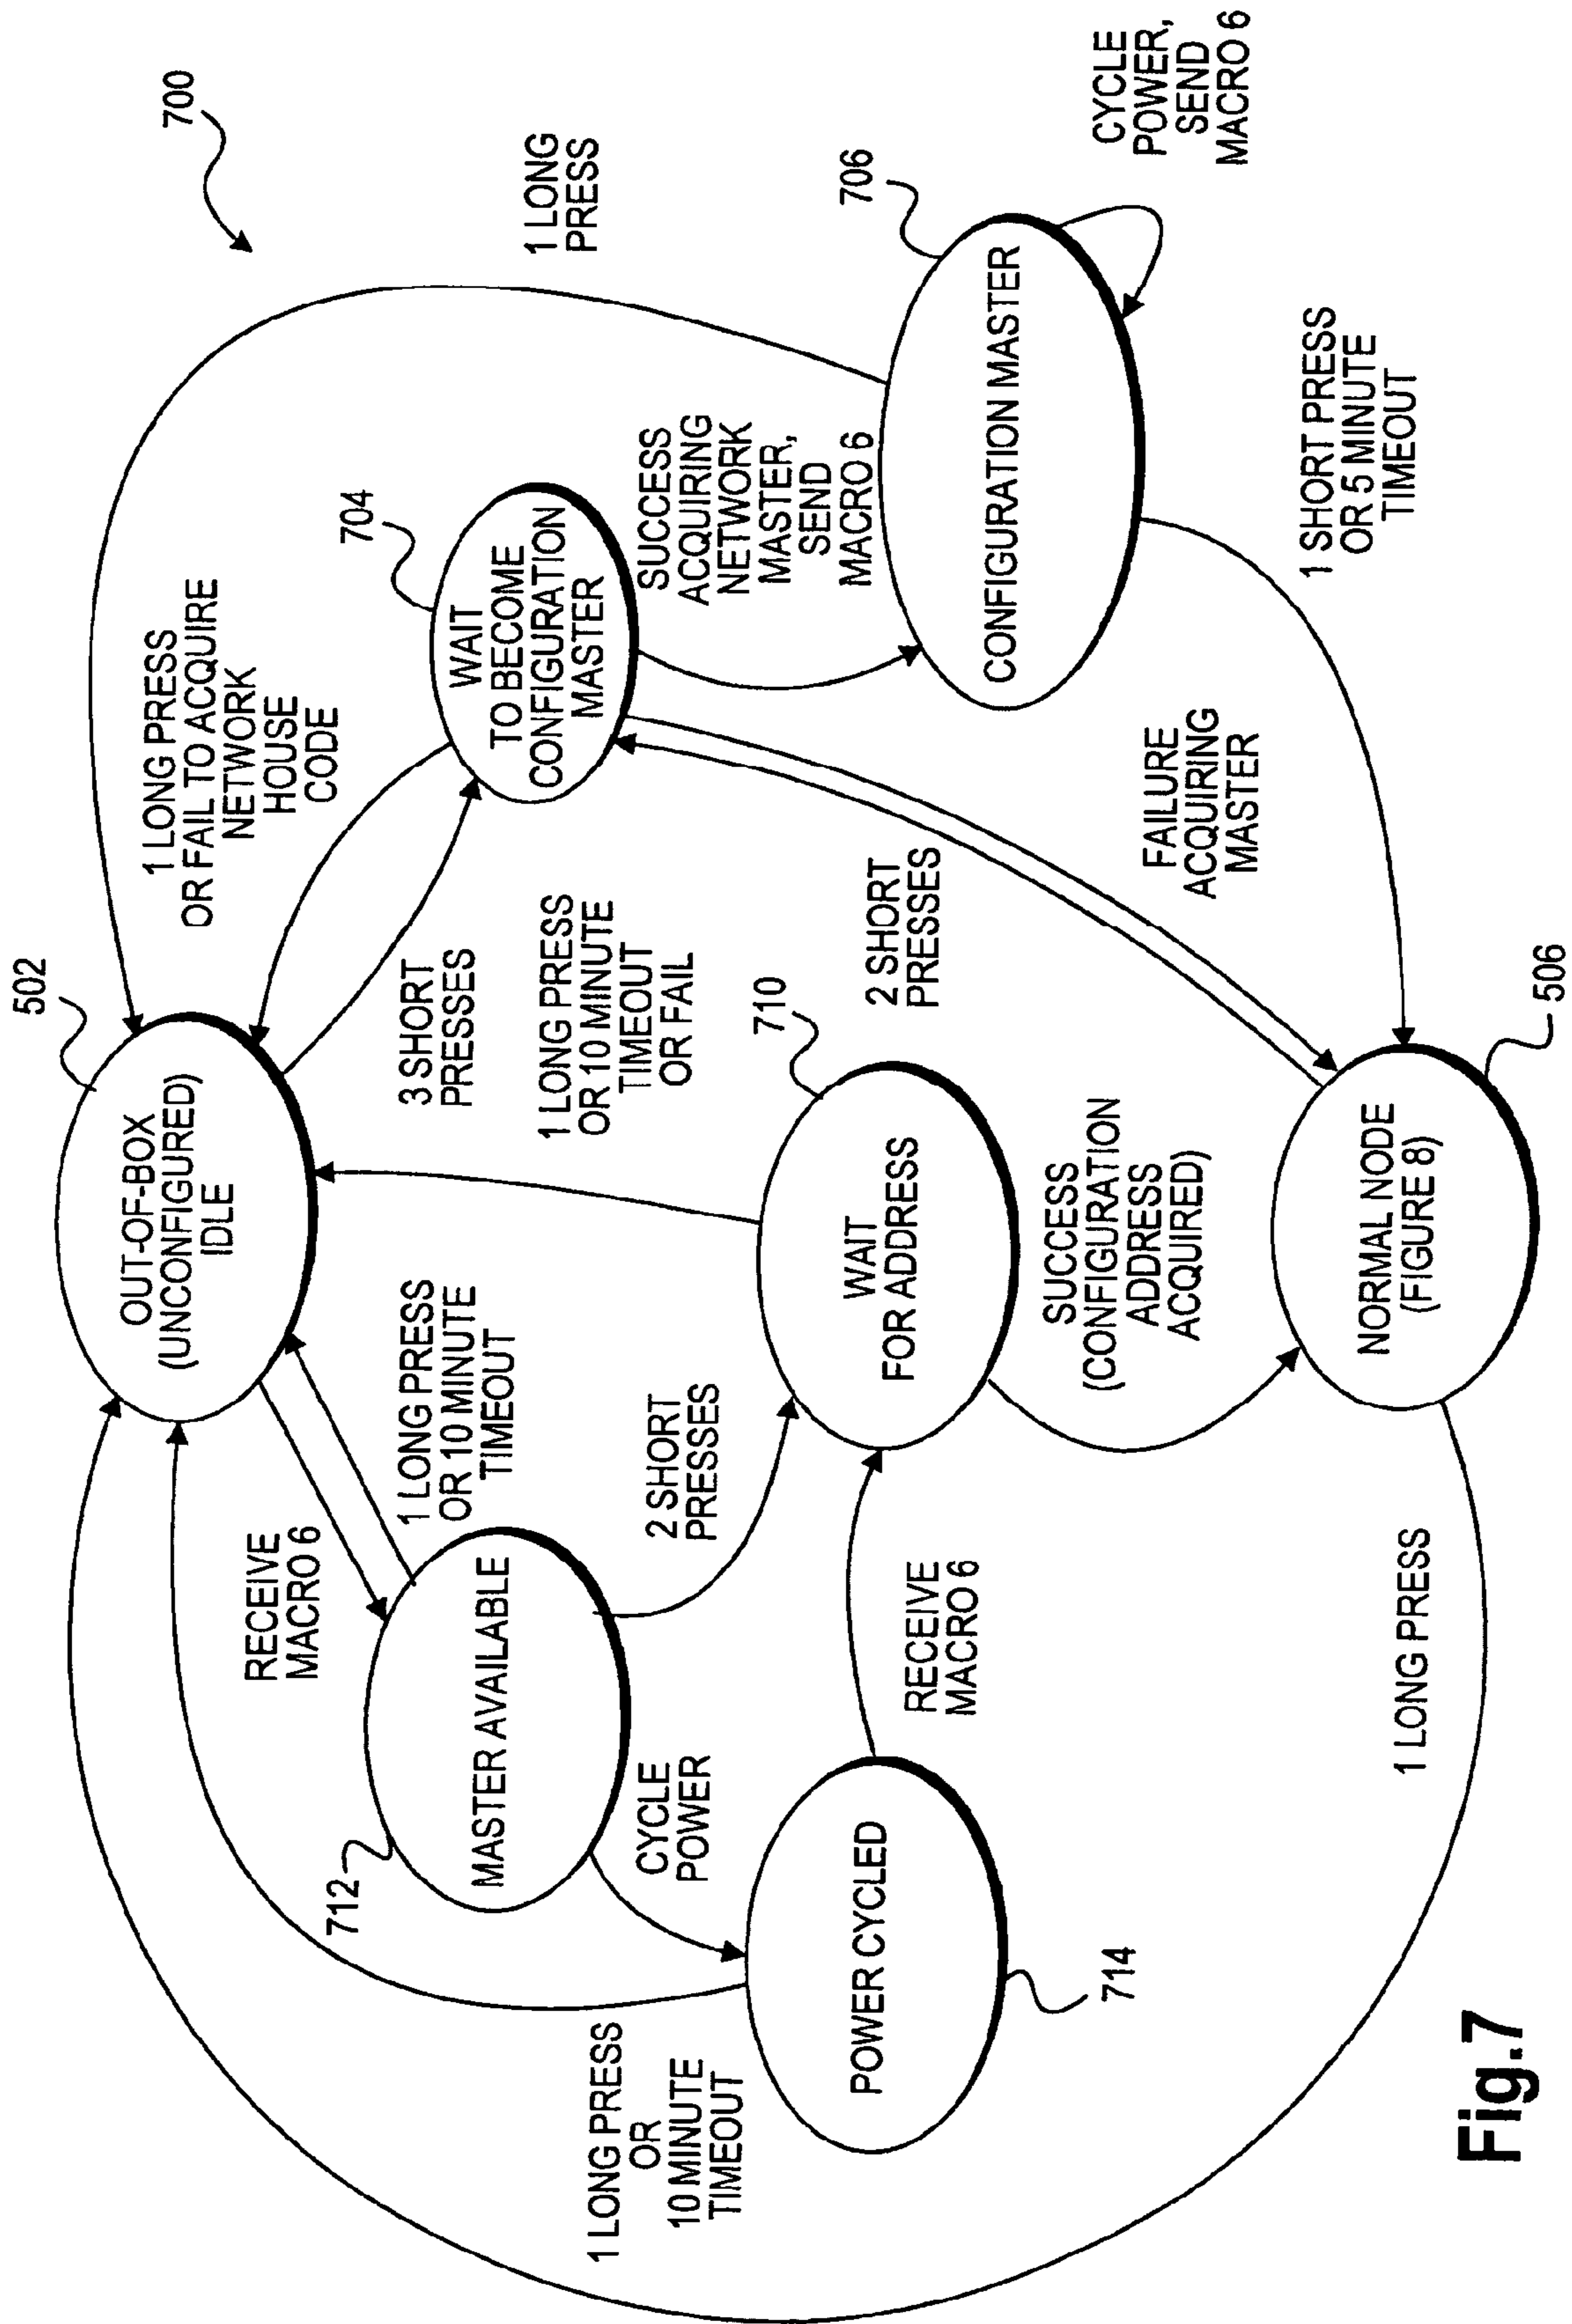 700
1 LONG
PRESS
502
1 LONG PRESS
OR FAIL TO ACQUIRE
NETWORK
HOUSE
CODE
OUT-OF-BOX
(UNCONFIGURED)
IDLE
704
WAIT
TO BECOME
CONFIGURATION
MASTER
3 SHORT
PRESSES
SUCCESS
ACQUIRING
NETWORK
MASTER,
SEND
MACRO 6
706
CONFIGURATION MASTER
CYCLE
POWER,
SEND
MACRO 6
RECEIVE
MACRO 6
1 LONG PRESS
OR 10 MINUTE
TIMEOUT
1 LONG PRESS
OR 10 MINUTE
TIMEOUT
OR FAIL
712
MASTER AVAILABLE
2 SHORT
PRESSES
710
WAIT
FOR ADDRESS
2 SHORT
PRESSES
FAILURE
ACQUIRING
MASTER
1 SHORT PRESS
OR 5 MINUTE
TIMEOUT
1 LONG PRESS
OR
10 MINUTE
TIMEOUT
CYCLE
POWER
POWER CYCLED
714
RECEIVE
MACRO 6
SUCCESS
(CONFIGURATION
ADDRESS
ACQUIRED)
NORMAL NODE
(FIGURE 8)
506
1 LONG PRESS
Fig.7